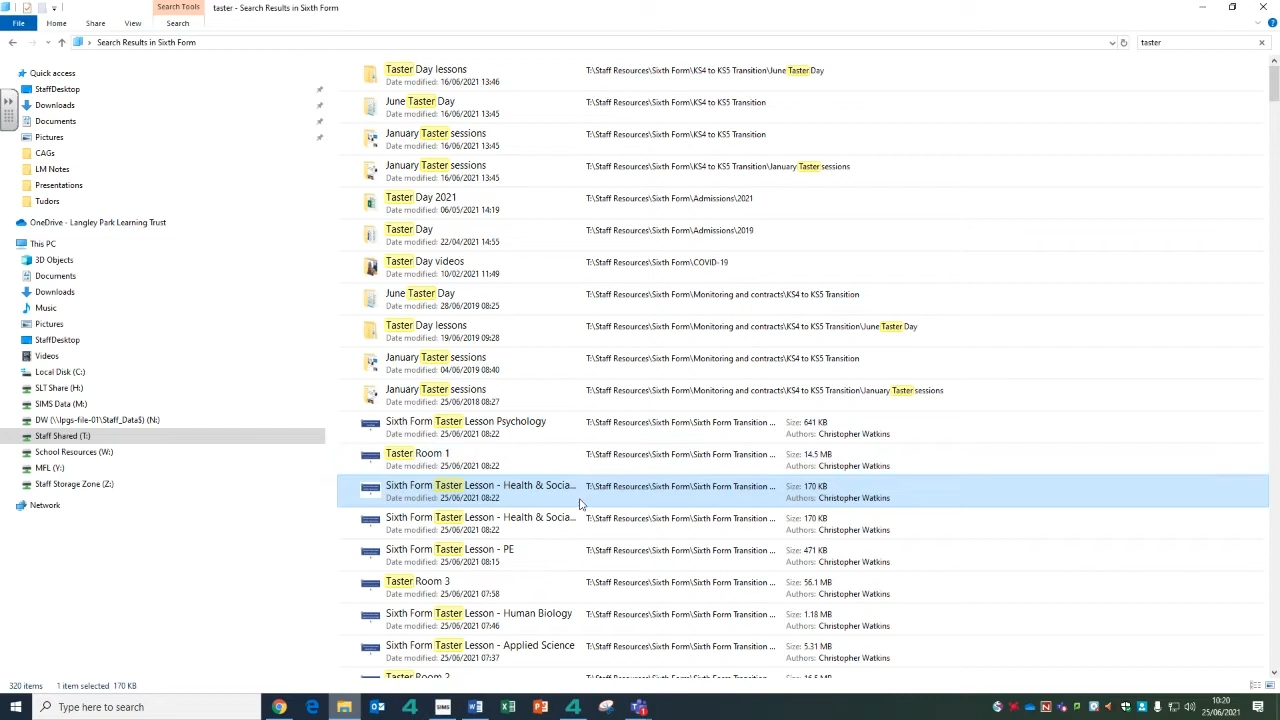 Search Tools
taster - Search Results in Sixth Form
File Home Share View Search
Search Results in Sixth Form
taster
Quick access
StaffDesktop
Downloads
Documents
Pictures
CAGs
LM Notes
Presentations
Tudors
OneDrive - Langley Park Learning Trust
This PC
3D Objects
Documents
Downloads
Music
Pictures
StaffDesktop
Videos
Local Disk (C:)
SLT Share (H:)
SIMS Data (M:)
DW (\\lpgs-file-01\Staff_Data$) (N:)
Staff Shared (T:)
School Resources (W:)
MFL (Y:)
Staff Storage Zone (Z:)
Network
Taster Day lessons T:\Staff Resources\Sixth Form\KS4 to KS5 Transition\June Taster Day
Date modified: 16/06/2021 13:46
June Taster Day T:\Staff Resources\Sixth Form\KS4 to KS5 Transition
Date modified: 16/06/2021 13:45
January Taster sessions T:\Staff Resources\Sixth Form\KS4 to KS5 Transition
Date modified: 16/06/2021 13:45
January Taster sessions T:\Staff Resources\Sixth Form\KS4 to KS5 Transition\January Taster sessions
Date modified: 16/06/2021 13:45
Taster Day 2021 T:\Staff Resources\Sixth Form\Admissions\2021
Date modified: 06/05/2021 14:19
Taster Day T:\Staff Resources\Sixth Form\Admissions\2019
Date modified: 22/04/2021 14:55
Taster Day videos T:\Staff Resources\Sixth Form\COVID-19
Date modified: 10/02/2021 11:49
June Taster Day T:\Staff Resources\Sixth Form\Monitoring and contracts\KS4 to KS5 Transition
Date modified: 28/06/2019 08:25
Taster Day lessons T:\Staff Resources\Sixth Form\Monitoring and contracts\KS4 to KS5 Transition\June Taster Day
Date modified: 19/06/2019 09:28
January Taster sessions T:\Staff Resources\Sixth Form\Monitoring and contracts\KS4 to KS5 Transition
Date modified: 04/06/2019 08:40
January Taster sessions T:\Staff Resources\Sixth Form\Monitoring and contracts\KS4 to KS5 Transition\January Taster sessions
Date modified: 25/06/2018 08:27
Sixth Form Taster Lesson Psychology T:\Staff Resources\Sixth Form\Sixth Form Transition ... Size: 641 KB
Date modified: 25/06/2021 08:22 Authors: Christopher Watkins
Taster Room 1 T:\Staff Resources\Sixth Form\Sixth Form Transition ... Size: 14.5 MB
Date modified: 25/06/2021 08:22 Authors: Christopher Watkins
Sixth Form Taster Lesson - Health & Socia... T:\Staff Resources\Sixth Form\Sixth Form Transition ... Size: 170 KB
Date modified: 25/06/2021 08:22 Authors: Christopher Watkins
Sixth Form Taster Lesson - Health & Socia... T:\Staff Resources\Sixth Form\Sixth Form Transition ... Size: 170 KB
Date modified: 25/06/2021 08:22 Authors: Christopher Watkins
Sixth Form Taster Lesson - PE T:\Staff Resources\Sixth Form\Sixth Form Transition ... Size: 471 KB
Date modified: 25/06/2021 08:15 Authors: Christopher Watkins
Taster Room 3 T:\Staff Resources\Sixth Form\Sixth Form Transition ... Size: 56.1 MB
Date modified: 25/06/2021 07:58 Authors: Christopher Watkins
Sixth Form Taster Lesson - Human Biology T:\Staff Resources\Sixth Form\Sixth Form Transition ... Size: 1.18 MB
Date modified: 25/06/2021 07:46 Authors: Christopher Watkins
Sixth Form Taster Lesson - Applied Science T:\Staff Resources\Sixth Form\Sixth Form Transition ... Size: 5.31 MB
Date modified: 25/06/2021 07:37 Authors: Christopher Watkins
Taster Room 2 T:\Staff Resources\Sixth Form\Sixth Form Transition ... Size: 16.5 MB
320 items 1 item selected 170 KB
Type here to search
SIMS
10:20
25/06/2021